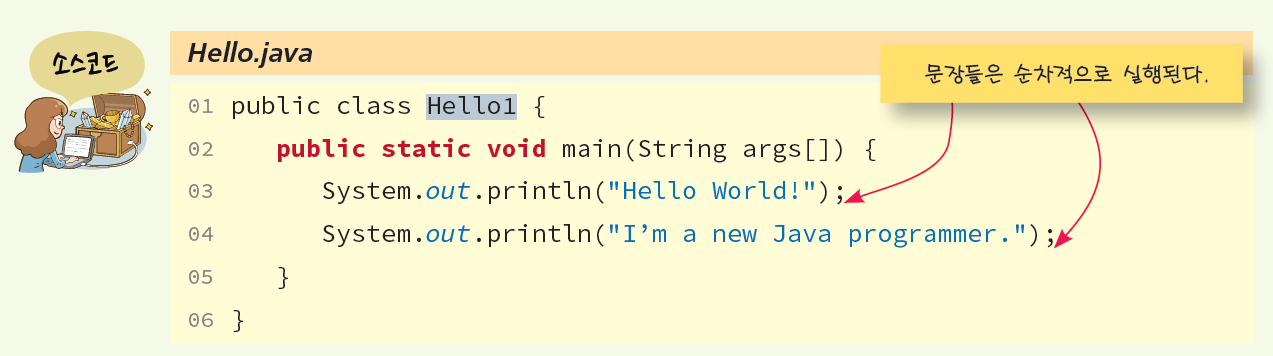 소스코드
Hello.java
문장들은 순차적으로 실행된다.
01 public class Hello1 {
02 public static void main(String args[]) {
03 System.out.println("Hello World!");
04 System.out.println("I’m a new Java programmer.");
05 }
06 }